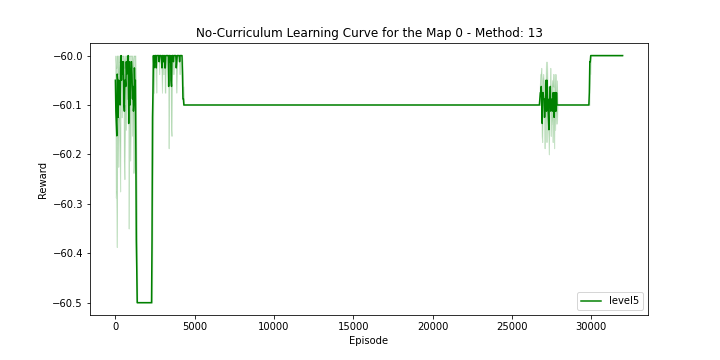 No-Curriculum Learning Curve for the Map 0 - Method: 13
−60.0
−60.1
−60.2
−60.3
−60.4
−60.5
Reward
0 5000 10000 15000 20000 25000 30000
Episode
level5